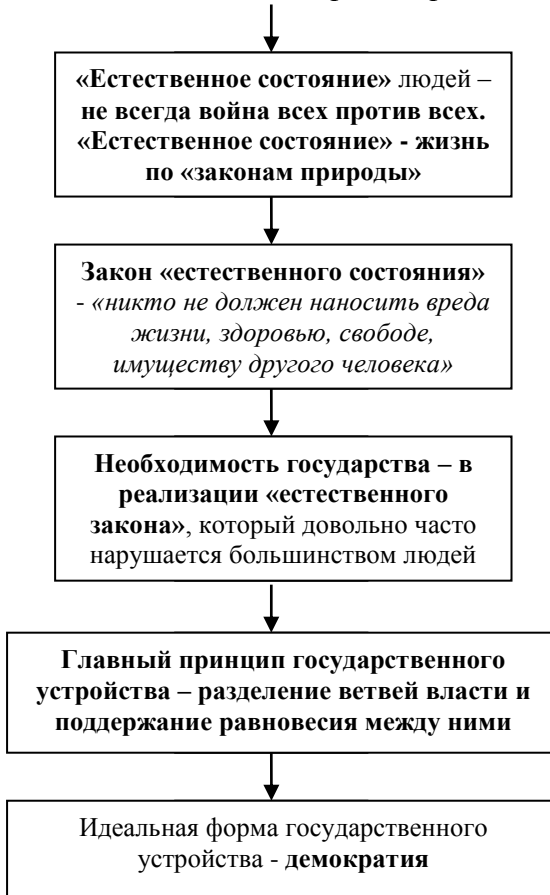 «Естественное состояние» людей –
не всегда война всех против всех.
«Естественное состояние» - жизнь
по «законам природы»
Закон «естественного состояния»
- «никто не должен наносить вреда
жизни, здоровью, свободе,
имуществу другого человека»
Необходимость государства – в
реализации «естественного
закона», который довольно часто
нарушается большинством людей
Главный принцип государственного
устройства – разделение ветвей власти и
поддержание равновесия между ними
Идеальная форма государственного
устройства - демократия